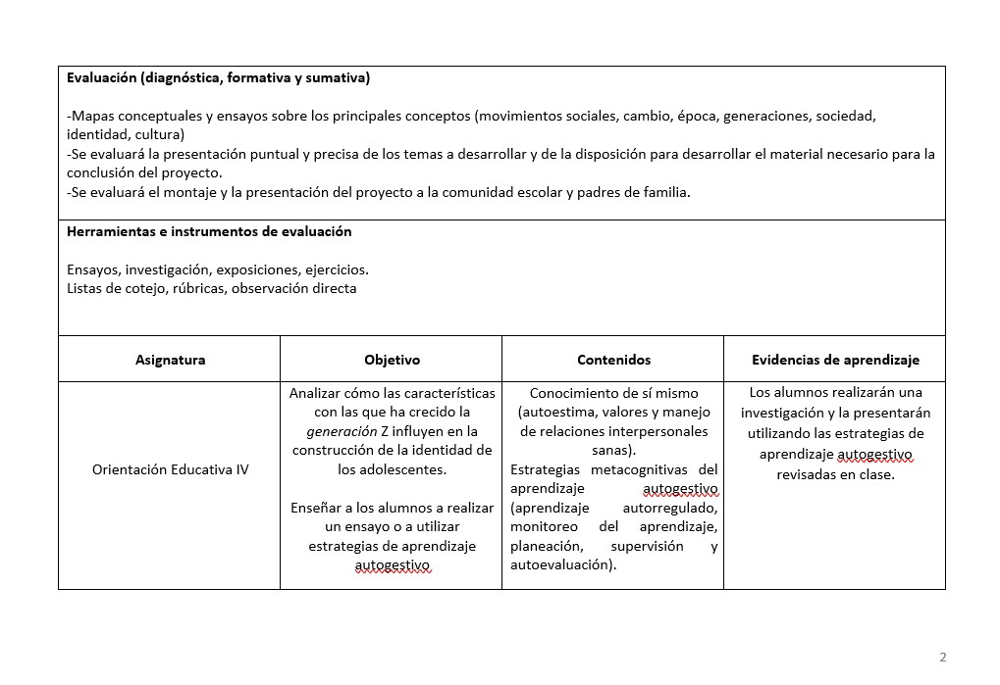 Evaluación (diagnóstica, formativa y sumativa)
-Mapas conceptuales y ensayos sobre los principales conceptos (movimientos sociales, cambio, época, generaciones, sociedad,
identidad, cultura)
-Se evaluará la presentación puntual y precisa de los temas a desarrollar y de la disposición para desarrollar el material necesario para la
conclusión del proyecto.
-Se evaluará el montaje y la presentación del proyecto a la comunidad escolar y padres de familia.
Herramientas e instrumentos de evaluación
Ensayos, investigación, exposiciones, ejercicios.
Listas de cotejo, rúbricas, observación directa
Asignatura
Objetivo
Contenidos
Evidencias de aprendizaje
Orientación Educativa IV
Analizar cómo las características
con las que ha crecido la
generación Z influyen en la
construcción de la identidad de
los adolescentes.
Enseñar a los alumnos a realizar
un ensayo o a utilizar
estrategias de aprendizaje
autogestivo
Conocimiento de sí mismo
(autoestima, valores y manejo
de relaciones interpersonales
sanas).
Estrategias metacognitivas del
aprendizaje autogestivo
(aprendizaje autorregulado,
monitoreo del aprendizaje,
planeación, supervisión y
autoevaluación).
Los alumnos realizarán una
investigación y la presentarán
utilizando las estrategias de
aprendizaje autogestivo
revisadas en clase.
2